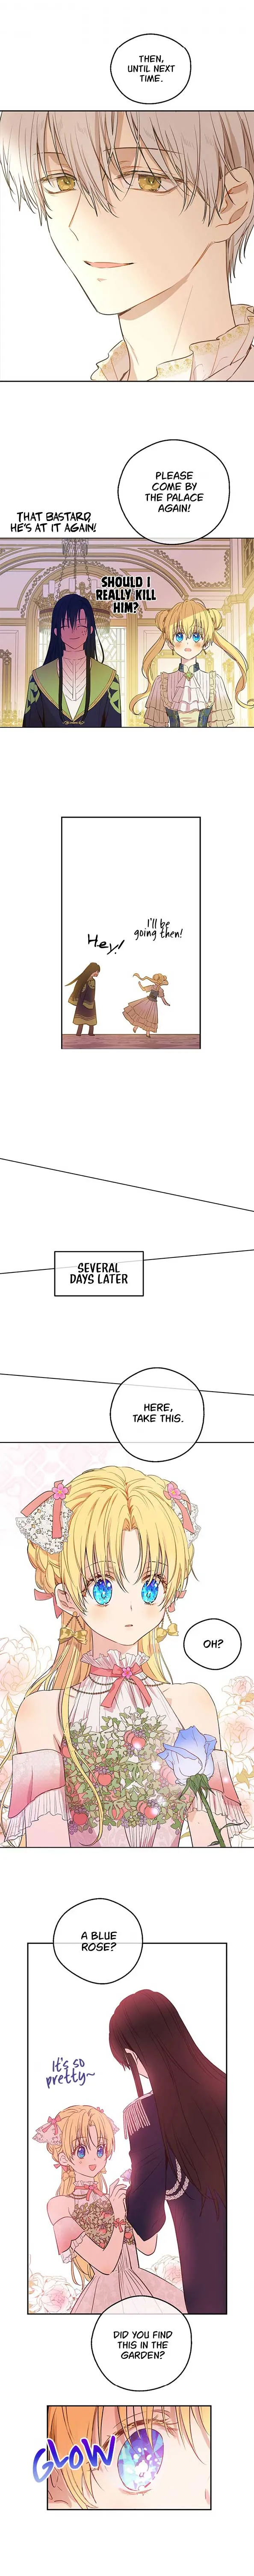 THEN,
UNTIL NEXT
TIME.
PLEASE
COME BY
THE PALACE
AGAIN!
THAT BASTARD,
HE'S AT IT AGAIN!
SHOULD I
REALLY KILL
HIM?
I'll be
going then!
Hey!
SEVERAL
DAYS LATER
HERE,
TAKE THIS.
OH?
A BLUE
ROSE?
It's so
pretty~
DID YOU FIND
THIS IN THE
GARDEN?
GLOW